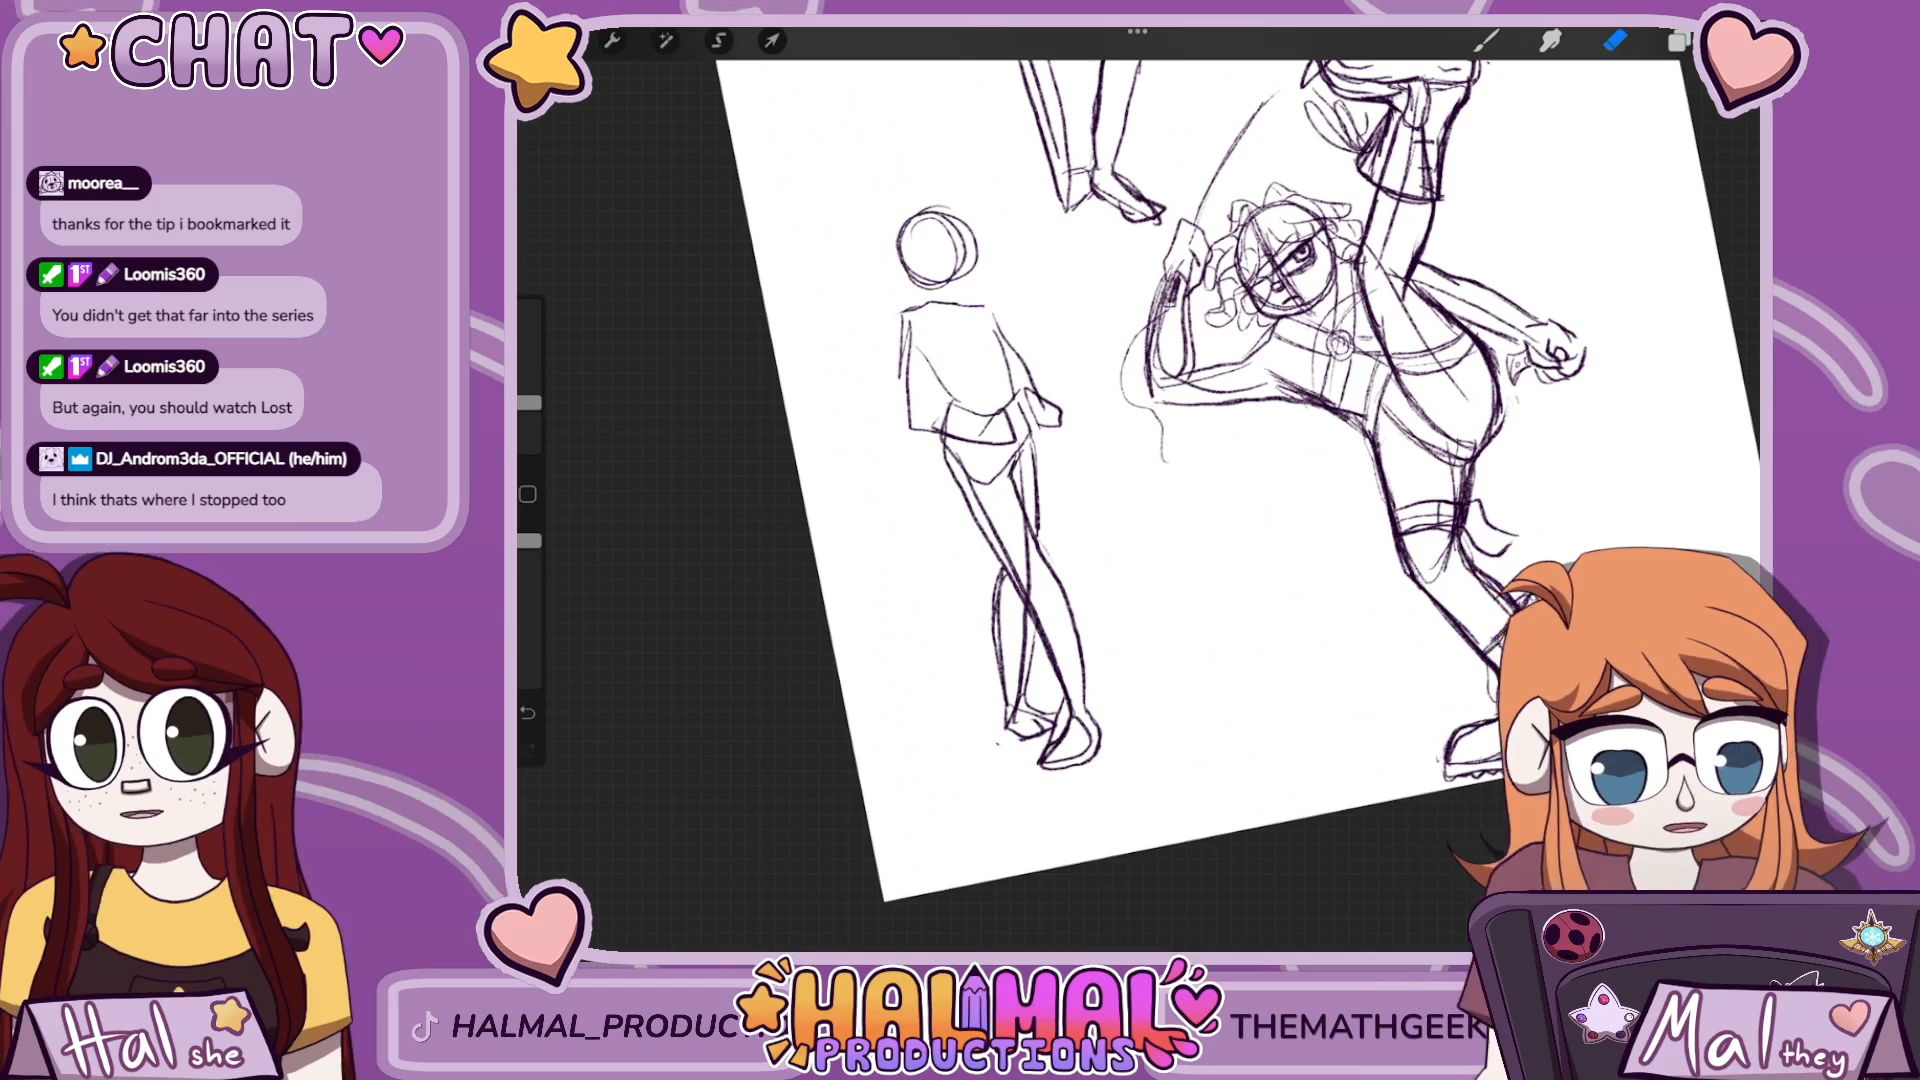 CHAT
moorea__
thanks for the tip i bookmarked it
1ST Loomis360
You didn't get that far into the series
1ST Loomis360
But again, you should watch Lost
DJ_Androm3da_OFFICIAL (he/him)
I think thats where I stopped too
Hal she
HALMAL_PRODUC
HALMAL
PRODUCTIONS
THEMATHGEEK
Mal they